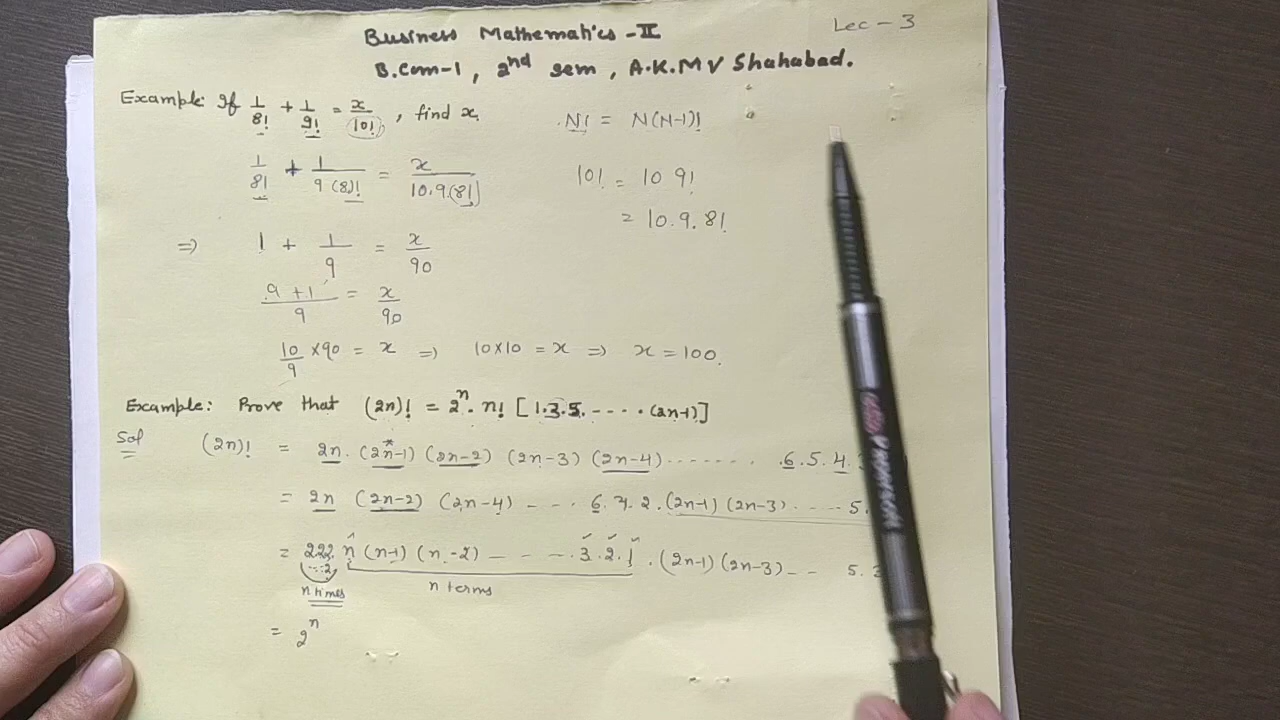 Lec - 3
Business Mathematics - II
B.Com-1, 2nd sem, A.K.M V Shahabad.
Example: If 1/8! + 1/9! = x/10!, find x.
N! = N(N-1)!
1/8! + 1/9(8)! = x/10.9(8!)
10! = 10 9!
= 10.9.8!
⇒ 1 + 1/9 = x/90
9+1/9 = x/90
10/9 × 90 = x ⇒ 10×10 = x ⇒ x = 100.
Example: Prove that (2n)! = 2^n. n! [1.3.5. - - - - . (2n-1)]
Sol (2n)! = 2n. (2n-1) (2n-2) (2n-3) (2n-4) - - - - - - - . 6.5.4.
= 2n (2n-2) (2n-4) - - - - 6.4.2. (2n-1) (2n-3) - - - - - 5.
= 2.2.2. ...2 n (n-1) (n-2) - - - - . 3.2.1 . (2n-1) (2n-3) - - 5.
n times n terms
= 2^n